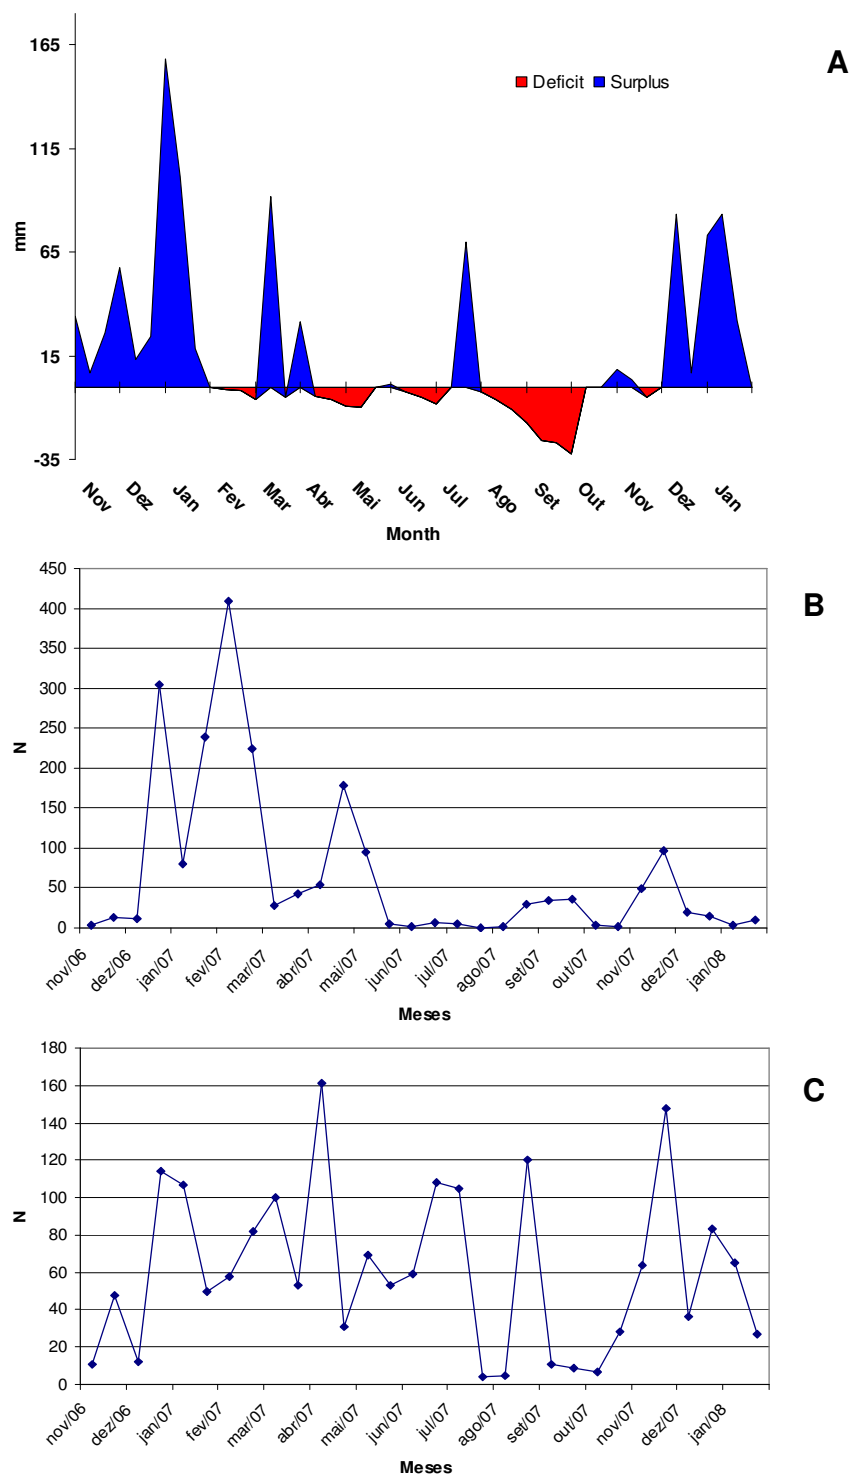 165
A
Deficit Surplus
115
mm
65
15
-35
Nov Dez Jan Fev Mar Abr Mai Jun Jul Ago Set Out Nov Dez Jan
Month
450
B
400
350
300
250
N
200
150
100
50
0
nov/06 dez/06 jan/07 fev/07 mar/07 abr/07 mai/07 jun/07 jul/07 ago/07 set/07 out/07 nov/07 dez/07 jan/08
Meses
180
C
160
140
120
100
N
80
60
40
20
0
nov/06 dez/06 jan/07 fev/07 mar/07 abr/07 mai/07 jun/07 jul/07 ago/07 set/07 out/07 nov/07 dez/07 jan/08
Meses